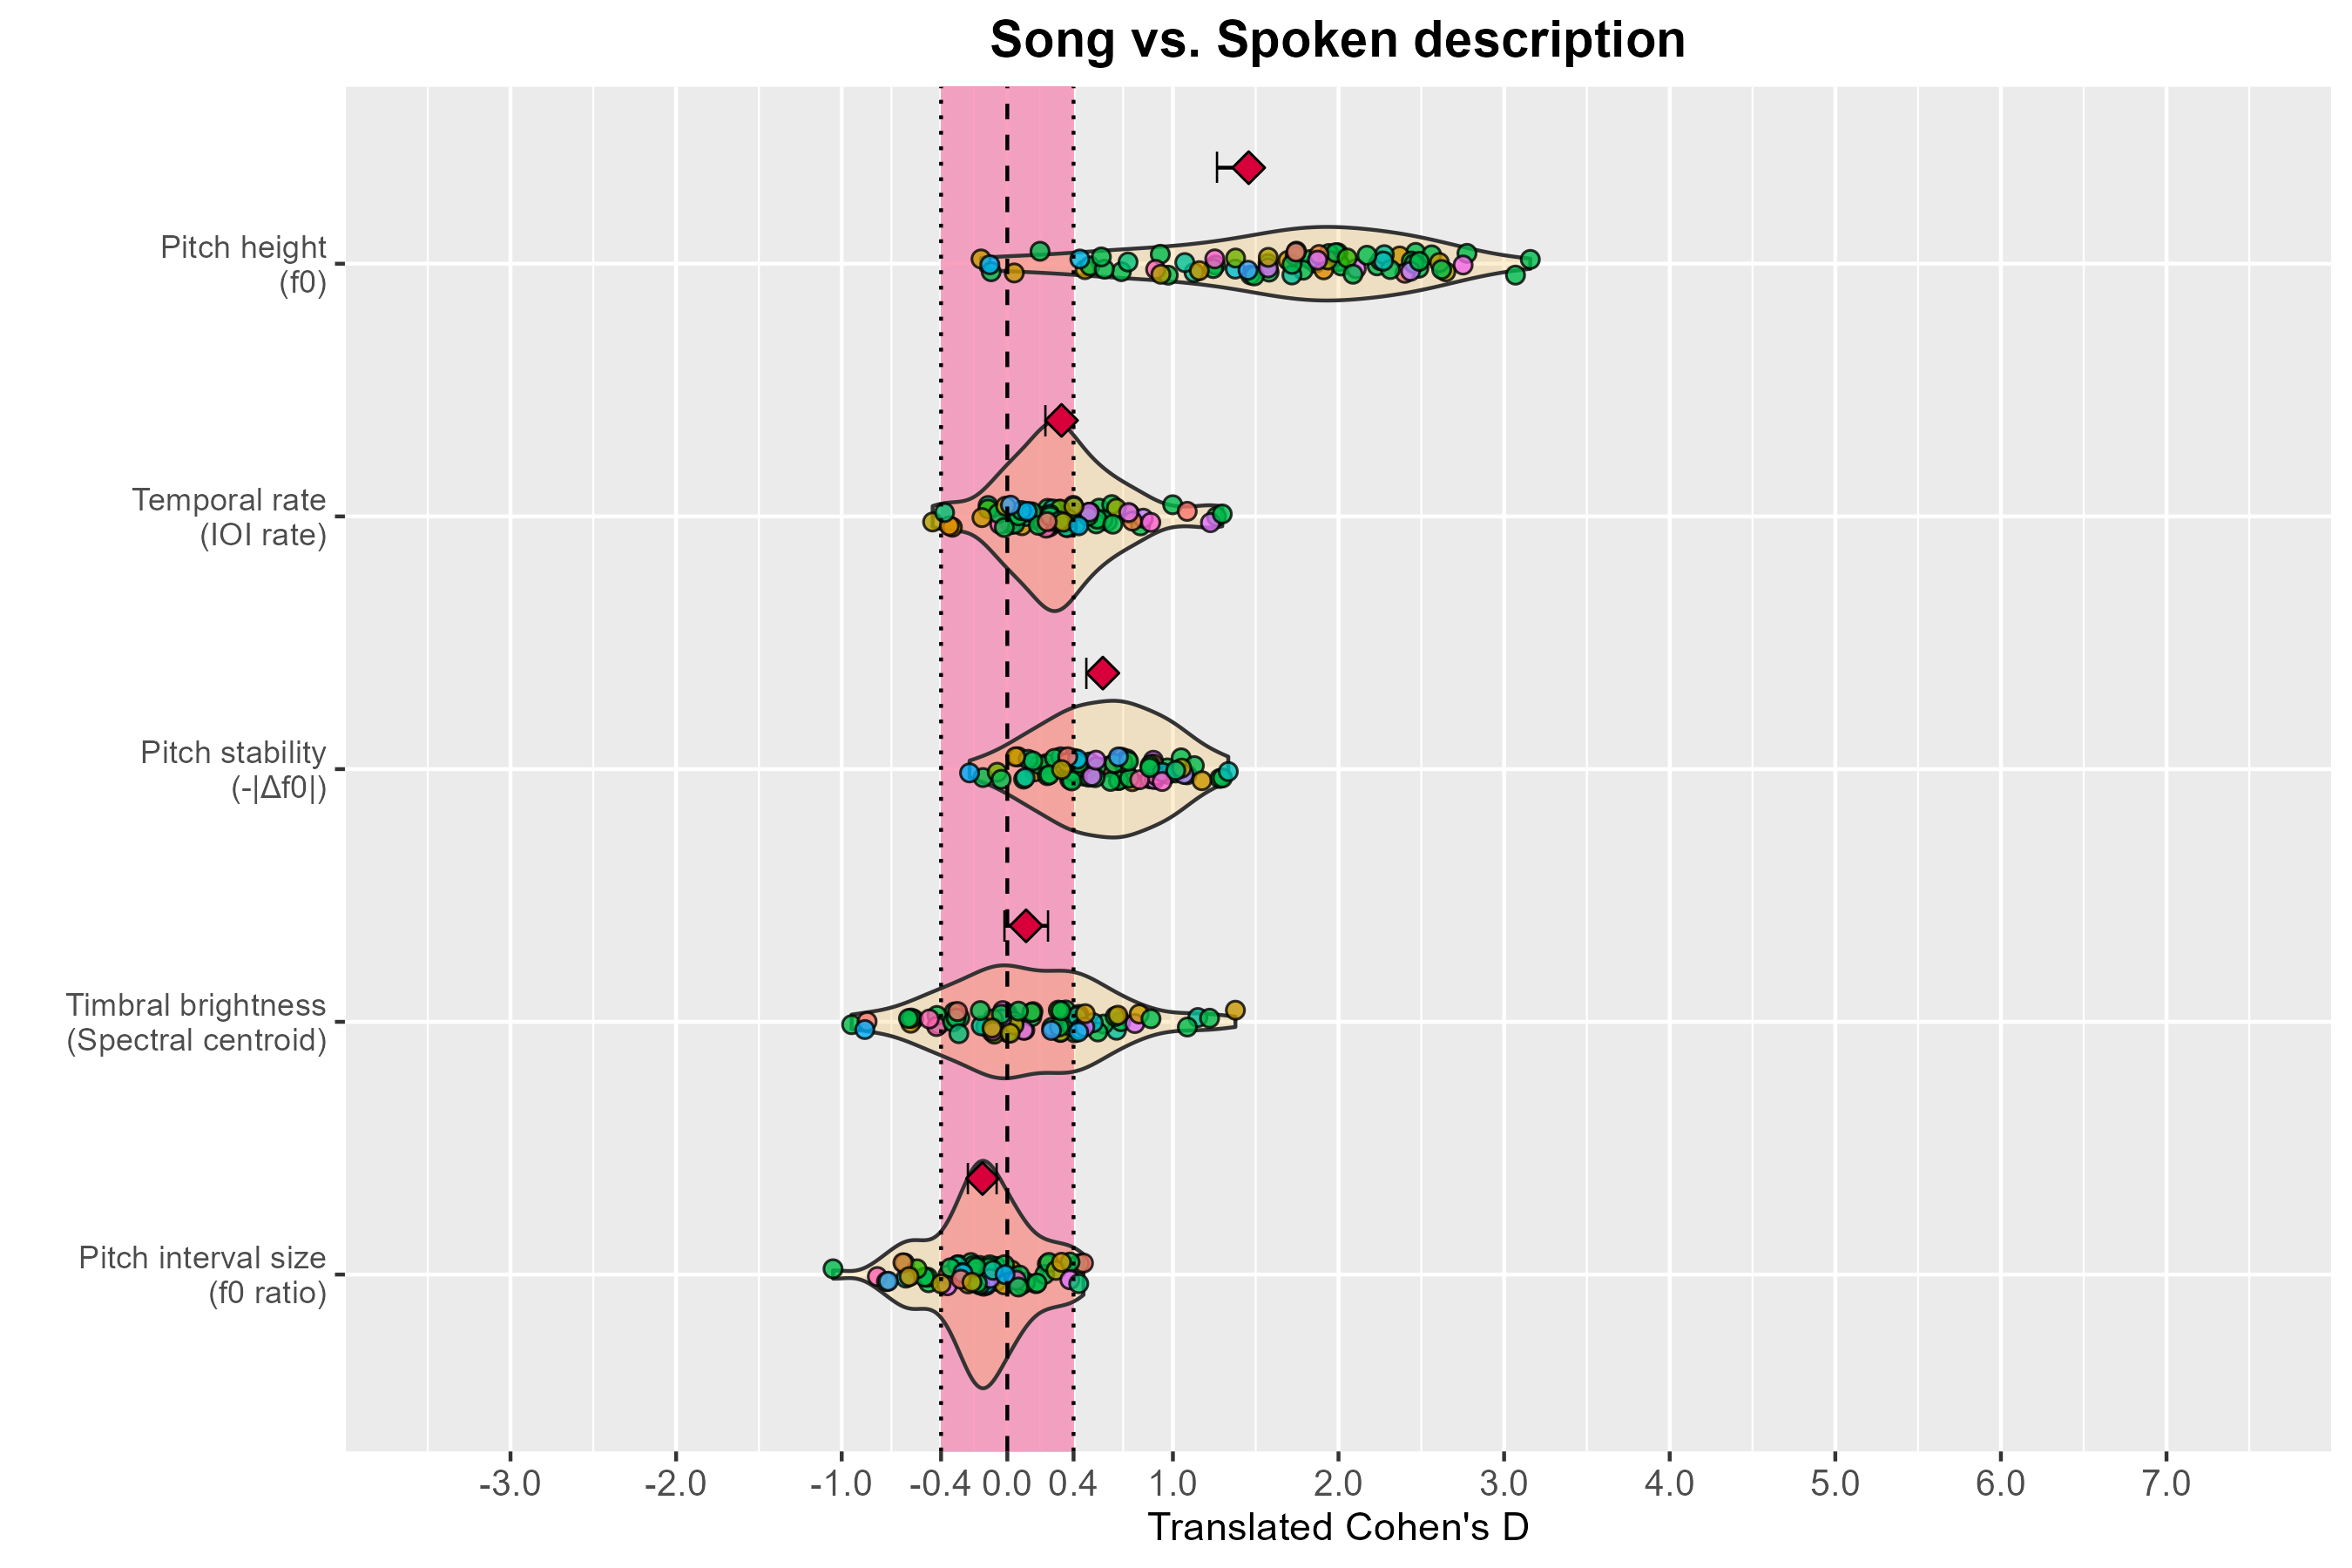 Song vs. Spoken description
Pitch height
(f0)
Temporal rate
(IOI rate)
Pitch stability
(-|Δf0|)
Timbral brightness
(Spectral centroid)
Pitch interval size
(f0 ratio)
-3.0 -2.0 -1.0 -0.4 0.0 0.4 1.0 2.0 3.0 4.0 5.0 6.0 7.0
Translated Cohen's D